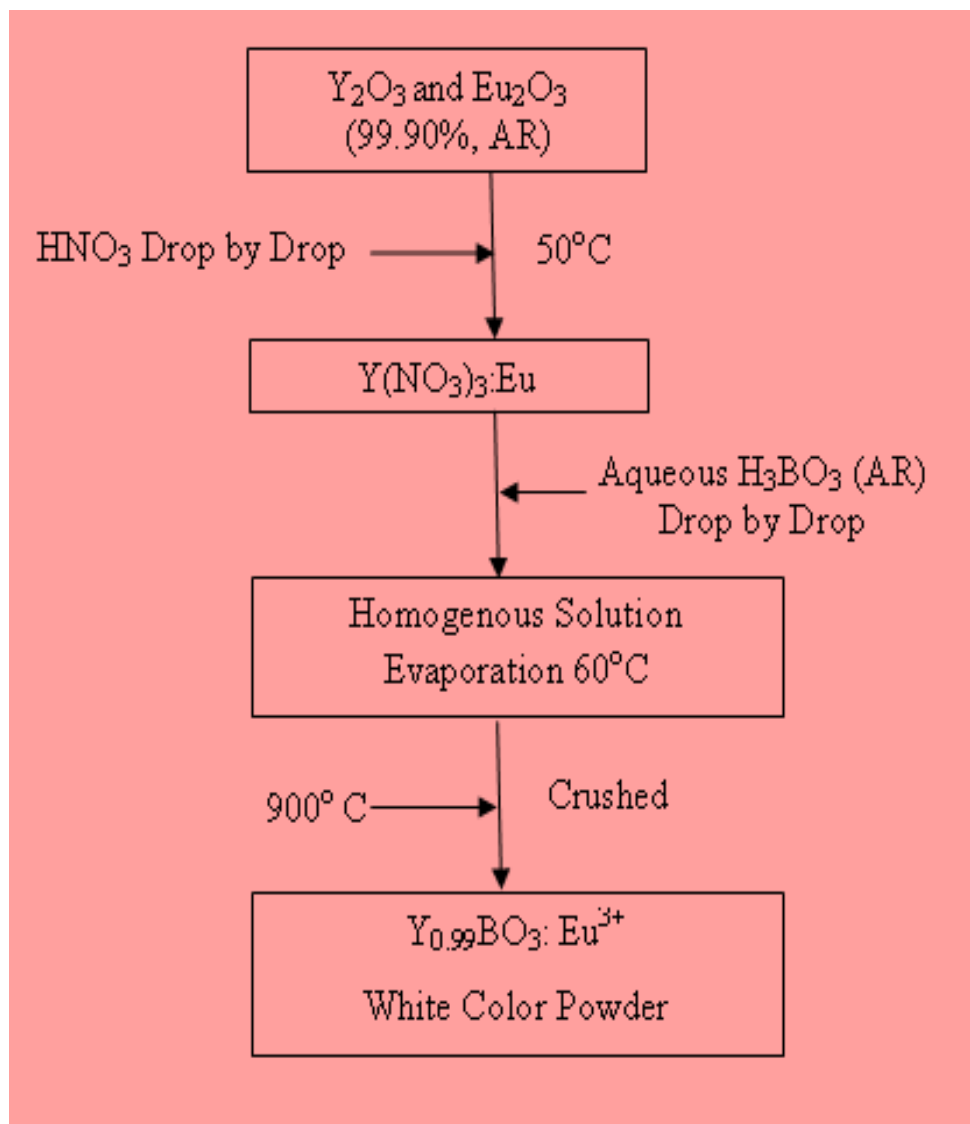 Y₂O₃ and Eu₂O₃
(99.90%, AR)
HNO₃ Drop by Drop
50°C
Y(NO₃)₃:Eu
Aqueous H₃BO₃ (AR)
Drop by Drop
Homogenous Solution
Evaporation 60°C
900° C
Crushed
Y₀.₉₉BO₃: Eu³⁺
White Color Powder